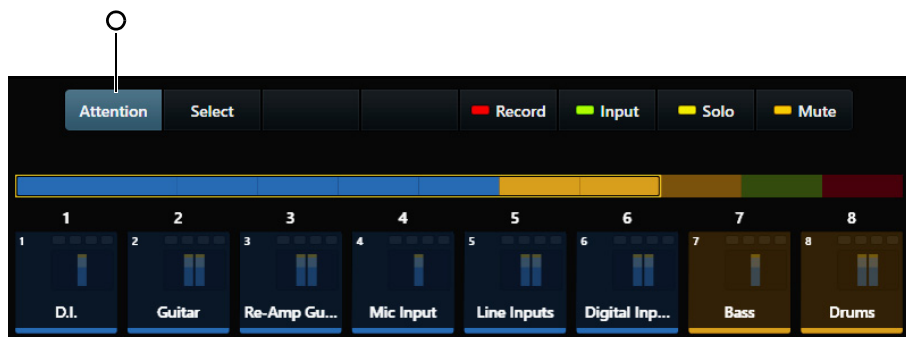 Attention Select Record Input Solo Mute
1 2 3 4 5 6 7 8
1 2 3 4 5 6 7 8
D.I. Guitar Re-Amp Gu... Mic Input Line Inputs Digital Inp... Bass Drums